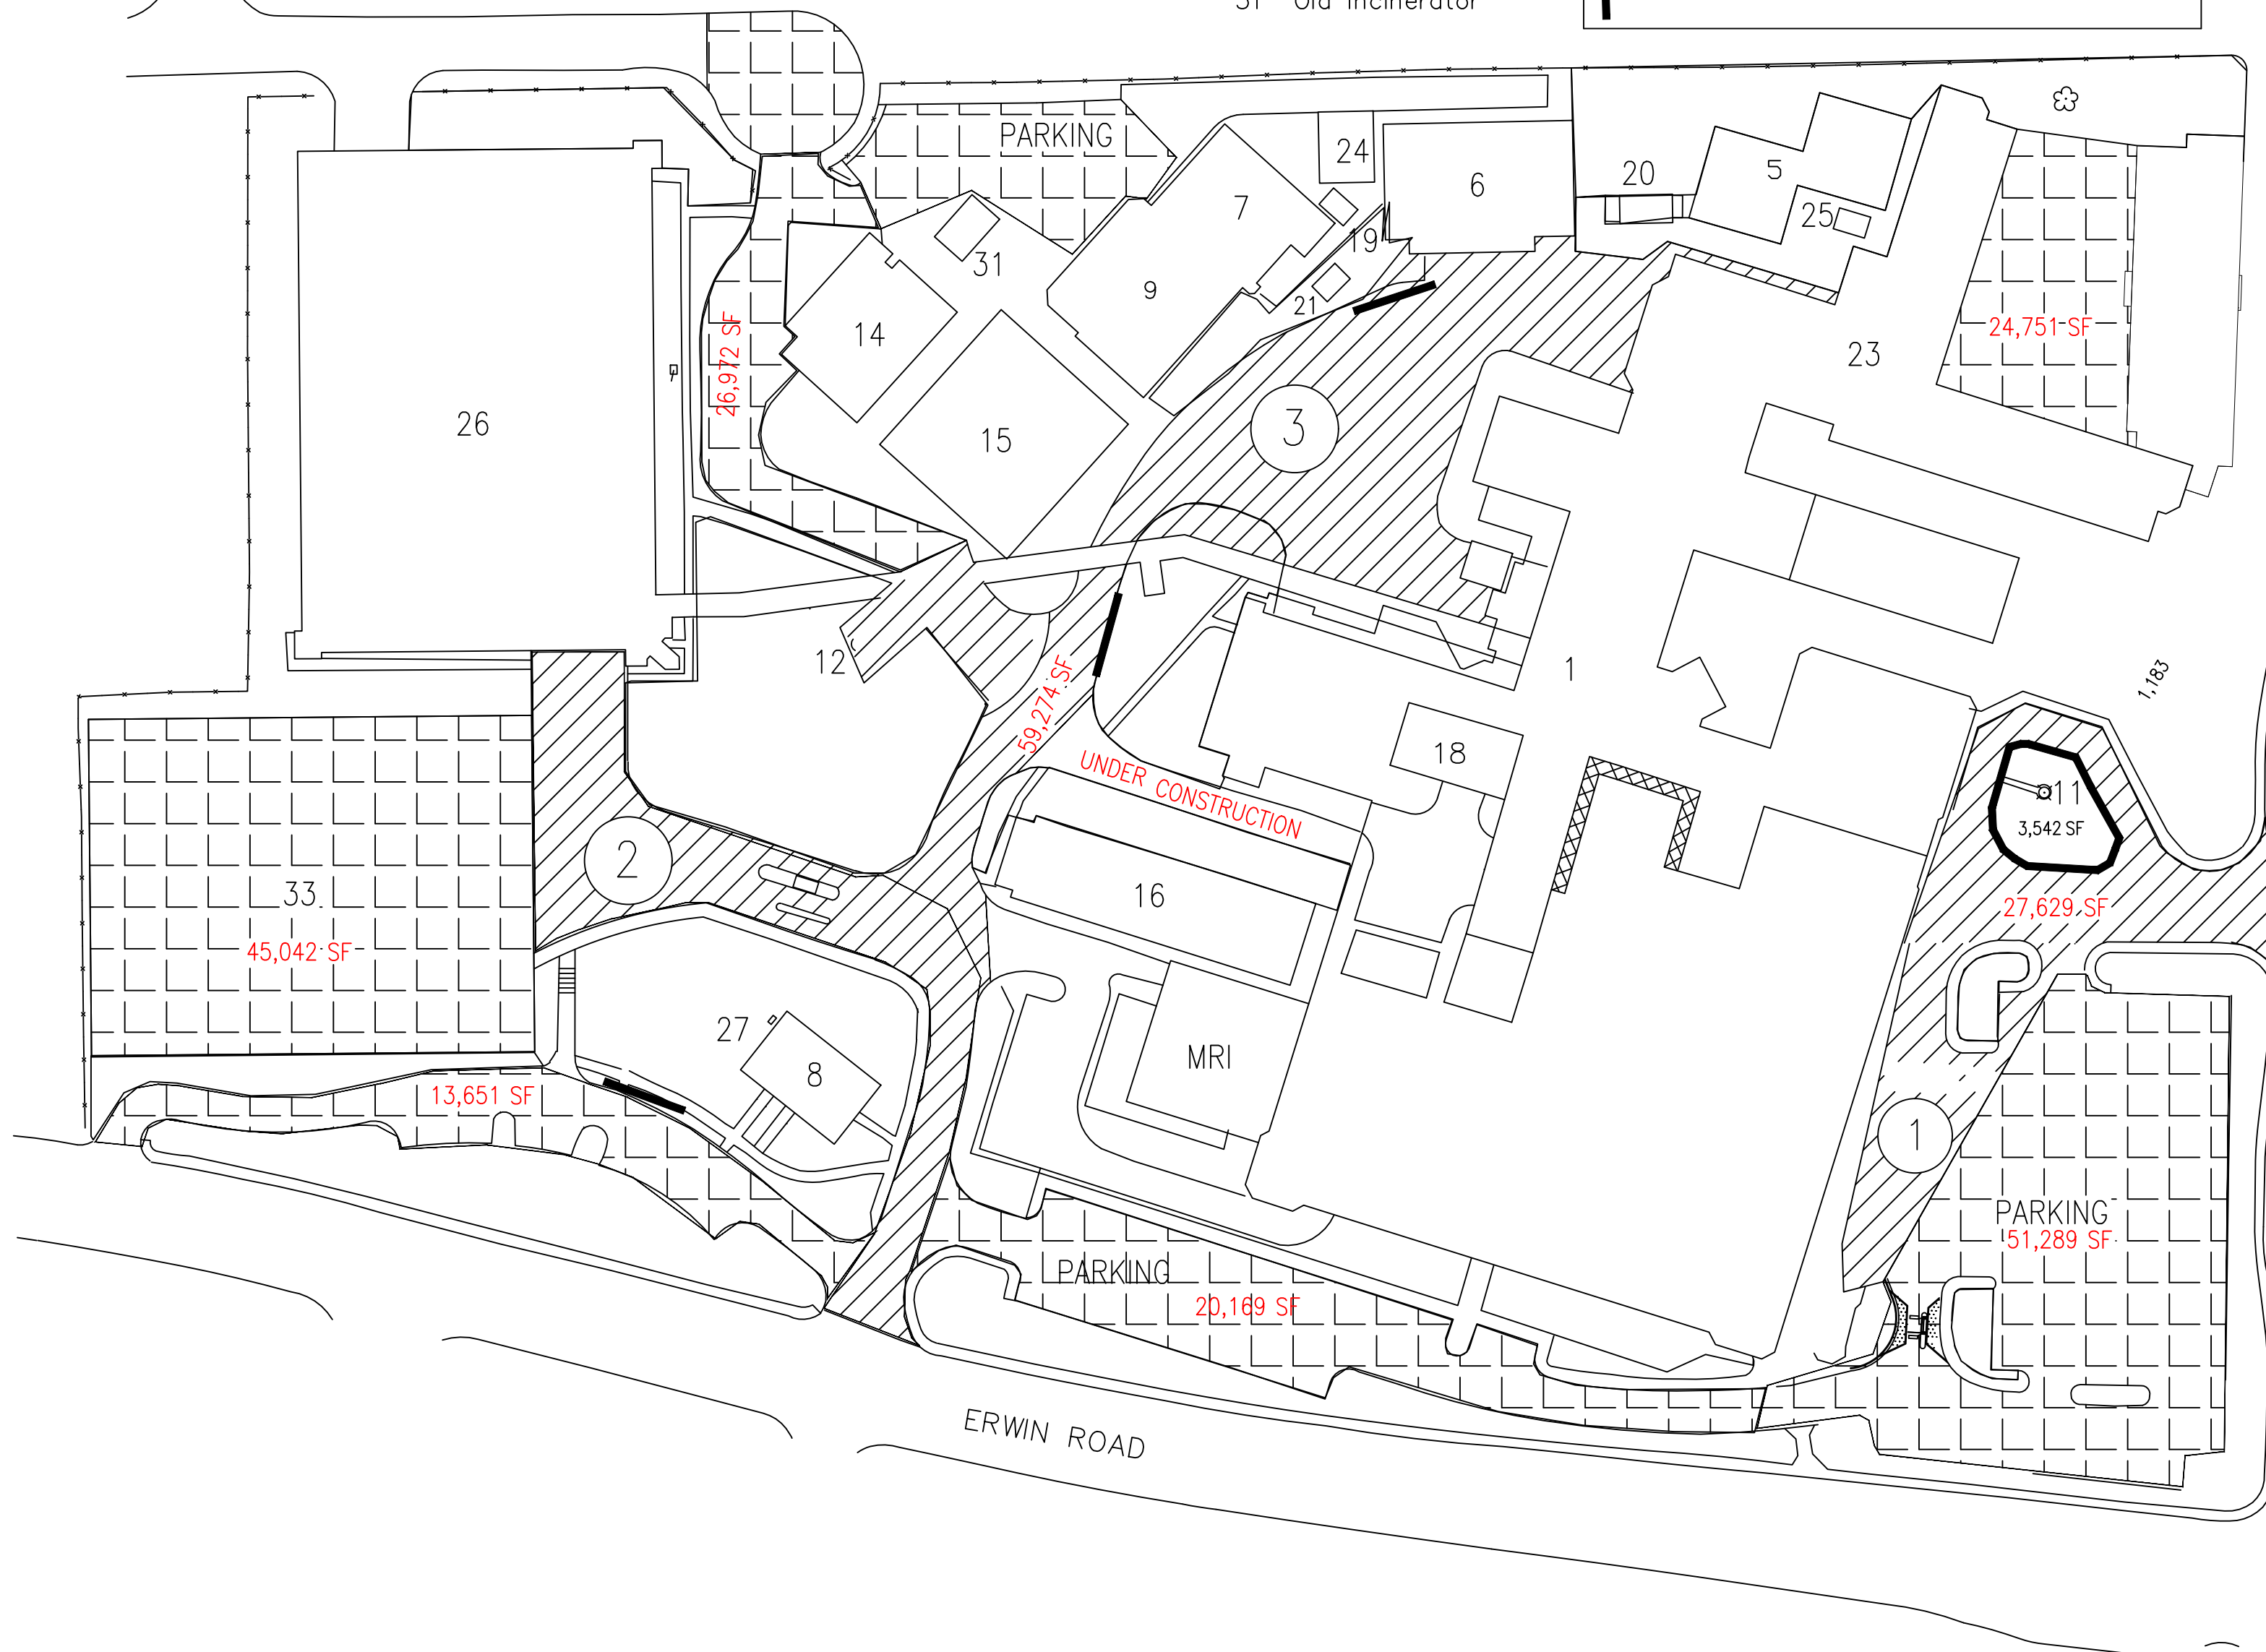 31 Old Incinerator
PARKING
24
7
6
20
5
25
19
31
9
21
14
26,972 SF
24,751 SF
23
26
15
3
12
1
1,183
59,274 SF
18
UNDER CONSTRUCTION
11
3,542 SF
2
33
16
27,629 SF
45,042 SF
27
8
MRI
13,651 SF
1
PARKING
51,289 SF
PARKING
20,169 SF
ERWIN ROAD